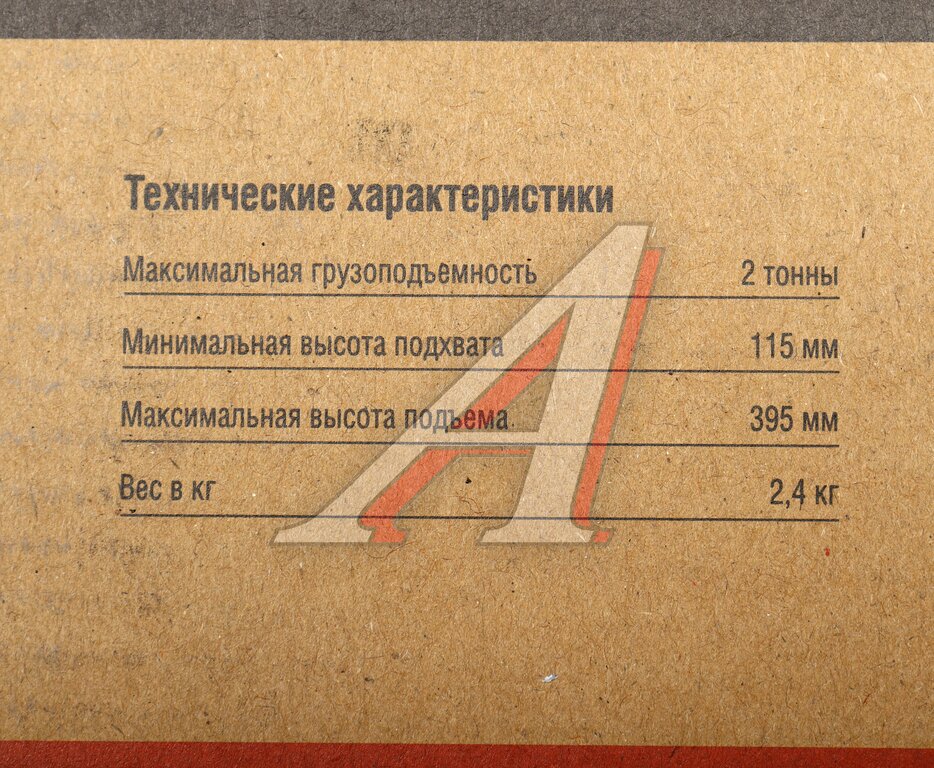 Технические характеристики
Максимальная грузоподъемность 2 тонны
Минимальная высота подхвата 115 мм
Максимальная высота подъема 395 мм
Вес в кг 2,4 кг